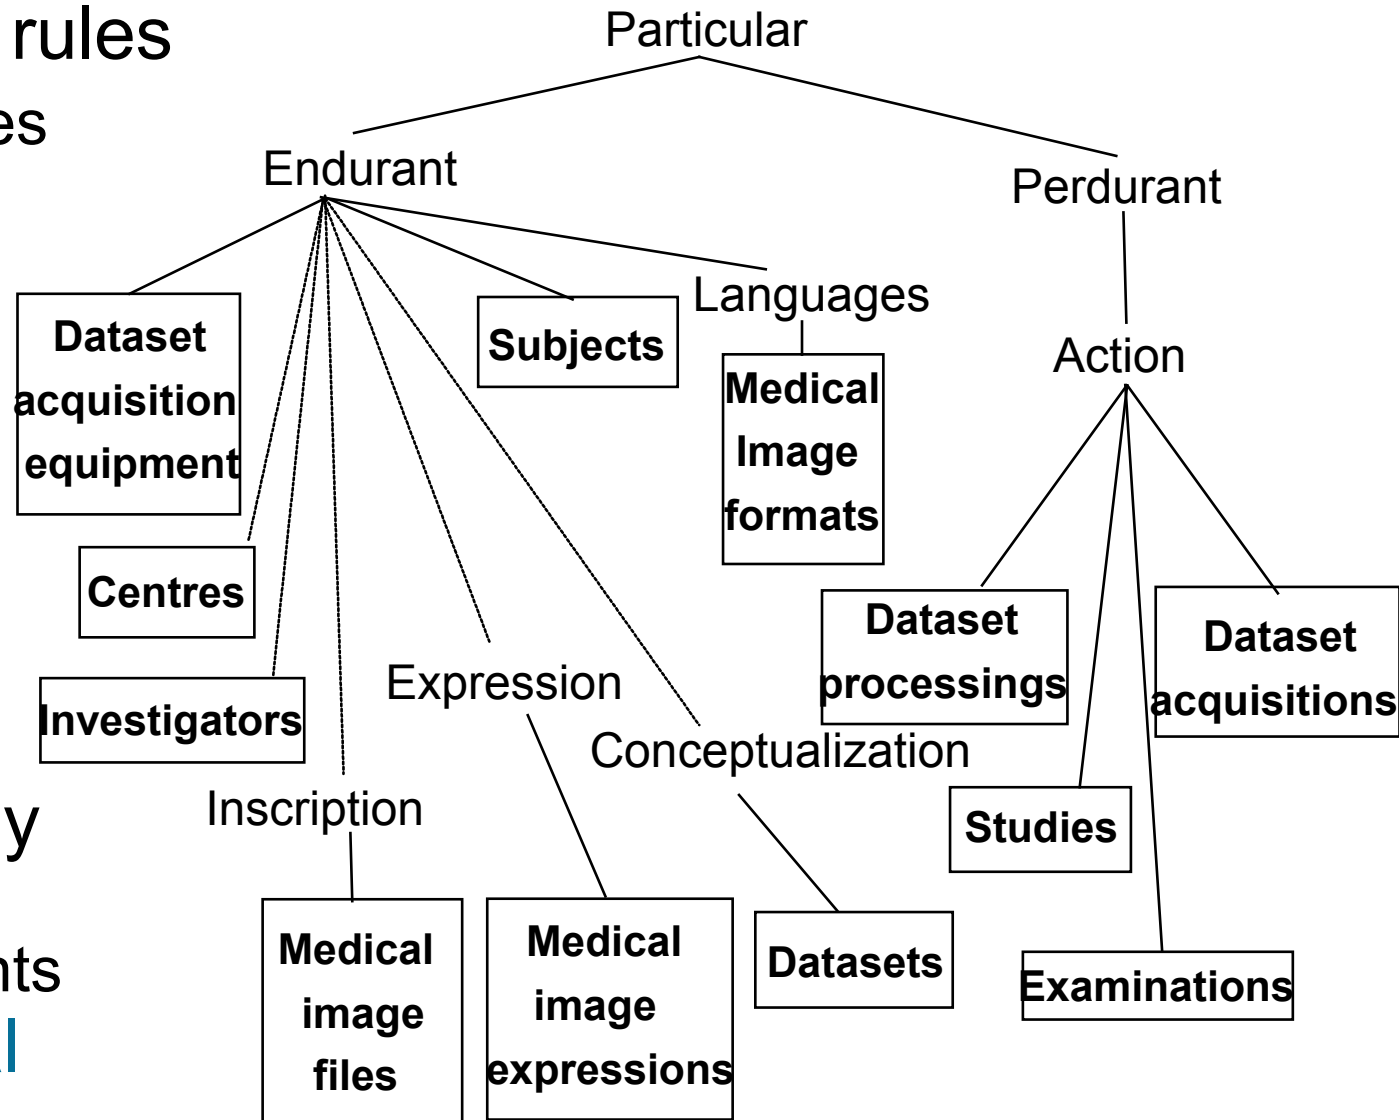 rules
es
Particular
Endurant
Perdurant
Dataset
acquisition
equipment
Subjects
Languages
Medical
Image
formats
Action
Centres
Investigators
Expression
Conceptualization
Inscription
Dataset
processings
Dataset
acquisitions
Studies
Examinations
y
nts
al
Medical
image
files
Medical
image
expressions
Datasets